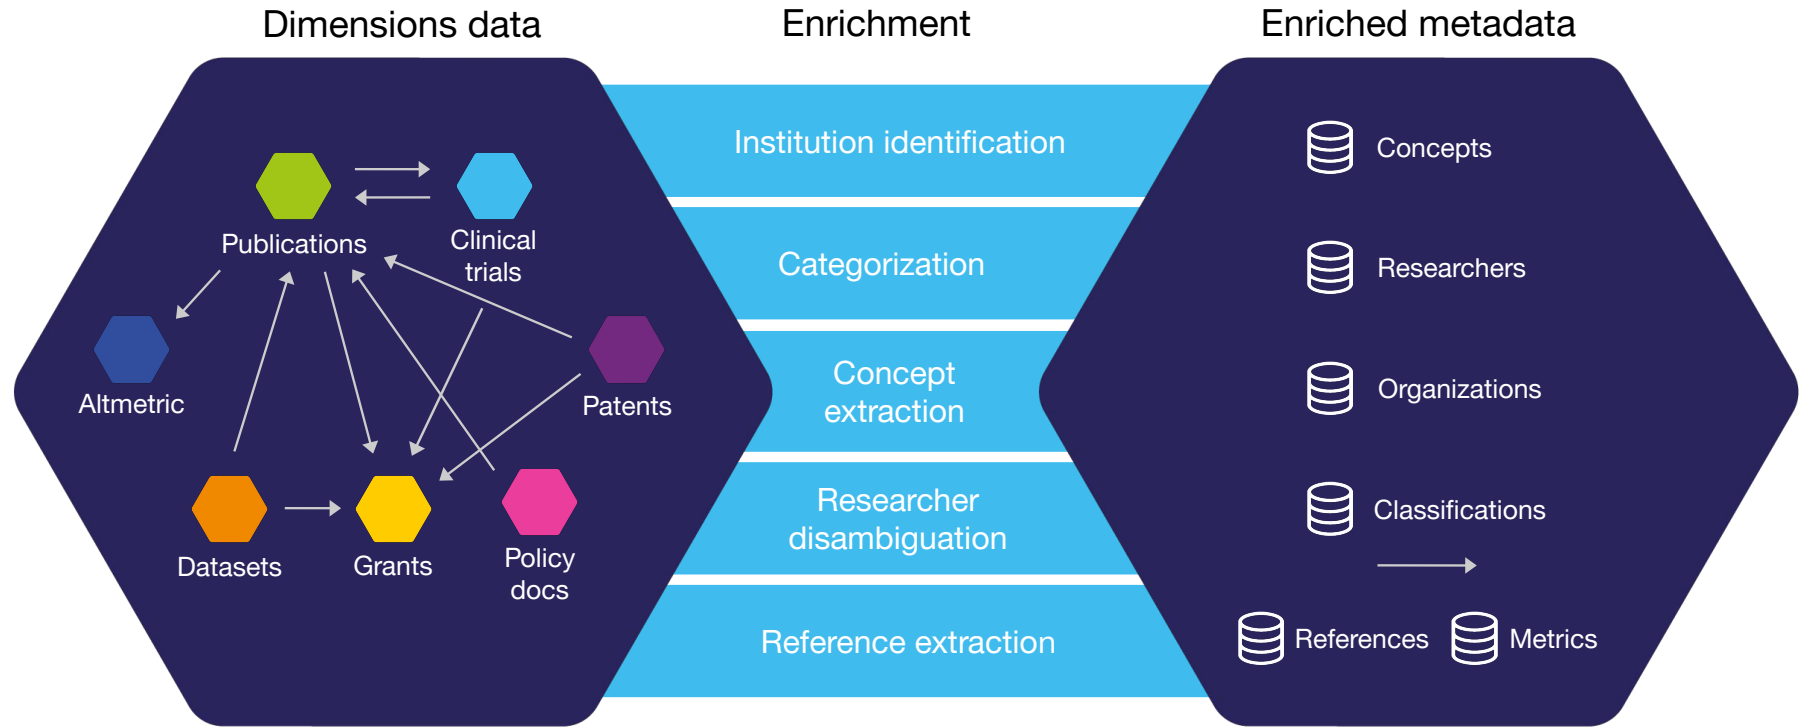 Dimensions data
Enrichment
Enriched metadata
Publications
Clinical
trials
Altmetric
Patents
Datasets
Grants
Policy
docs
Institution identification
Categorization
Concept
extraction
Researcher
disambiguation
Reference extraction
Concepts
Researchers
Organizations
Classifications
References
Metrics